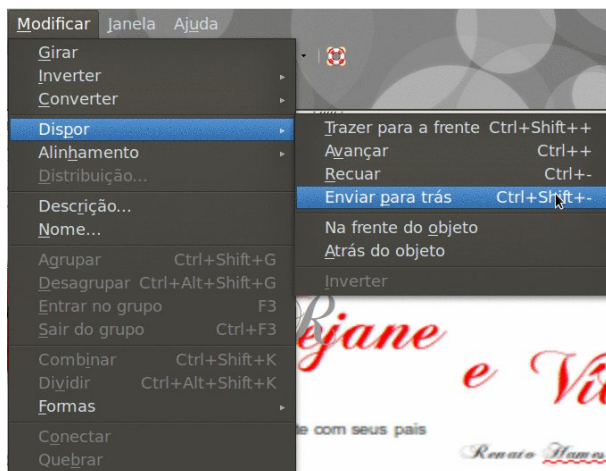 Modificar Janela Ajuda
Girar
Inverter
Converter
Dispor
Alinhamento
Distribuição...
Descrição...
Nome...
Agrupar Ctrl+Shift+G
Desagrupar Ctrl+Alt+Shift+G
Entrar no grupo F3
Sair do grupo Ctrl+F3
Combinar Ctrl+Shift+K
Dividir Ctrl+Alt+Shift+K
Formas
Conectar
Quebrar
Trazer para a frente Ctrl+Shift++
Avançar Ctrl++
Recuar Ctrl+-
Enviar para trás Ctrl+Shift+-
Na frente do objeto
Atrás do objeto
Inverter
ejane
e
com seus pais
Renato